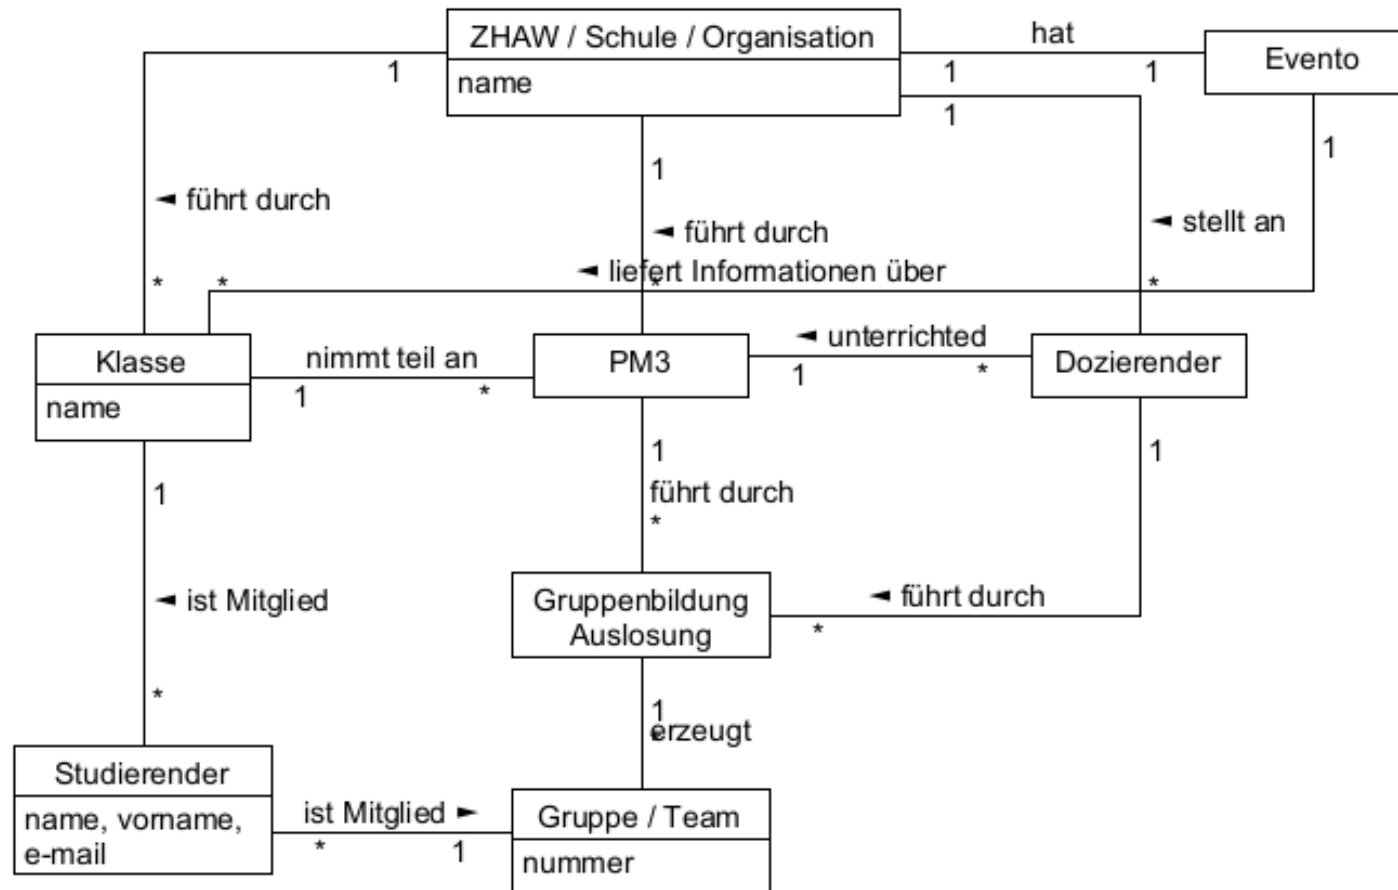 ZHAW / Schule / Organisation
name
hat
1
1
1
Evento
1
1
1
◄ führt durch
◄ führt durch
◄ stellt an
◄ liefert Informationen über
*
*
*
*
Klasse
name
nimmt teil an
1
*
PM3
◄ unterrichted
1
*
Dozierender
1
1
1
führt durch
*
◄ ist Mitglied
Gruppenbildung
Auslosung
◄ führt durch
*
*
1
erzeugt
*
Studierender
name, vorname,
e-mail
ist Mitglied ►
*
1
Gruppe / Team
nummer